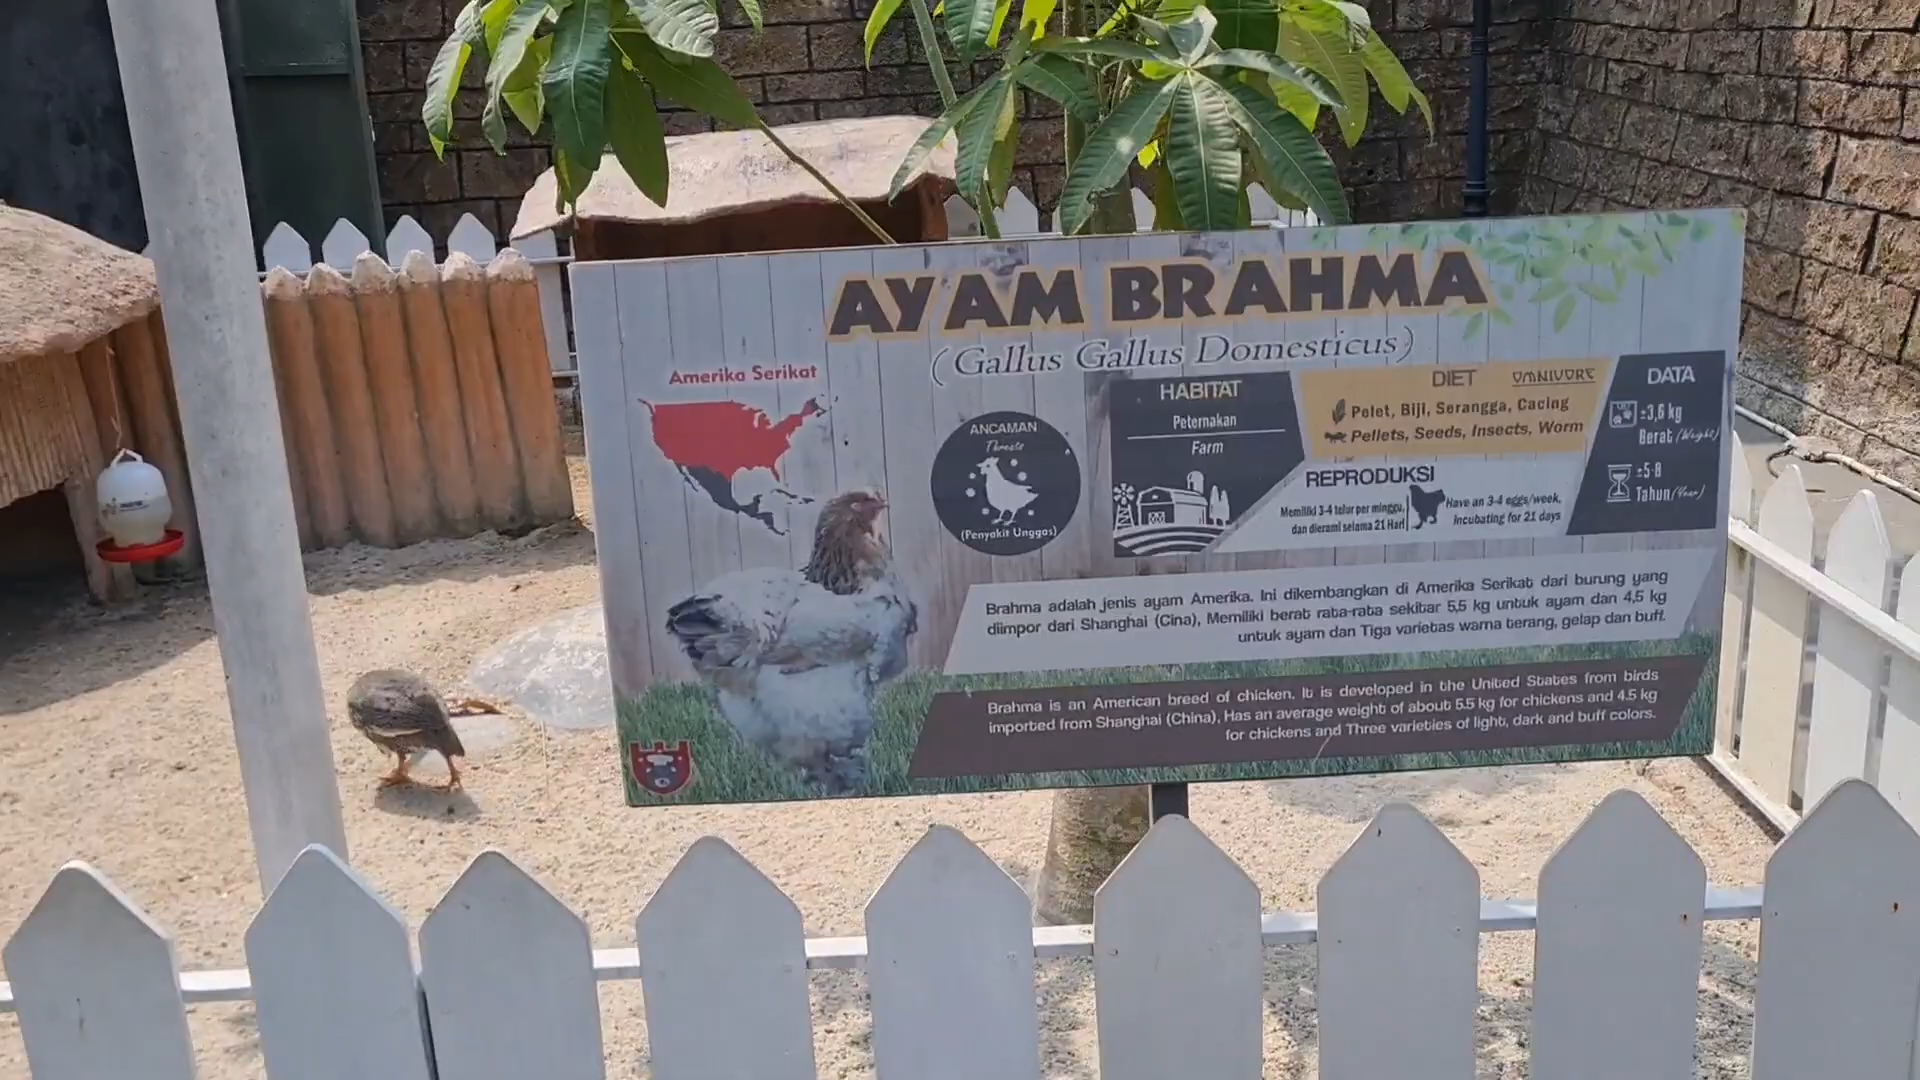 AYAM BRAHMA
(Gallus Gallus Domesticus)
Amerika Serikat
ANCAMAN
Threats
(Penyakit Unggas)
HABITAT
Peternakan
Farm
DIET OMNIVORE
Pelet, Biji, Serangga, Cacing
Pellets, Seeds, Insects, Worm
REPRODUKSI
Memiliki 3-4 telur per minggu,
dan dierami selama 21 Hari
Have an 3-4 eggs/week,
Incubating for 21 days
DATA
±3,6 kg
Berat (Weight)
±5-8
Tahun (Year)
Brahma adalah jenis ayam Amerika. Ini dikembangkan di Amerika Serikat dari burung yang
diimpor dari Shanghai (Cina), Memiliki berat rata-rata sekitar 5,5 kg untuk ayam dan 4,5 kg
untuk ayam dan Tiga varietas warna terang, gelap dan buff.
Brahma is an American breed of chicken. It is developed in the United States from birds
imported from Shanghai (China), Has an average weight of about 5.5 kg for chickens and 4.5 kg
for chickens and Three varieties of light, dark and buff colors.